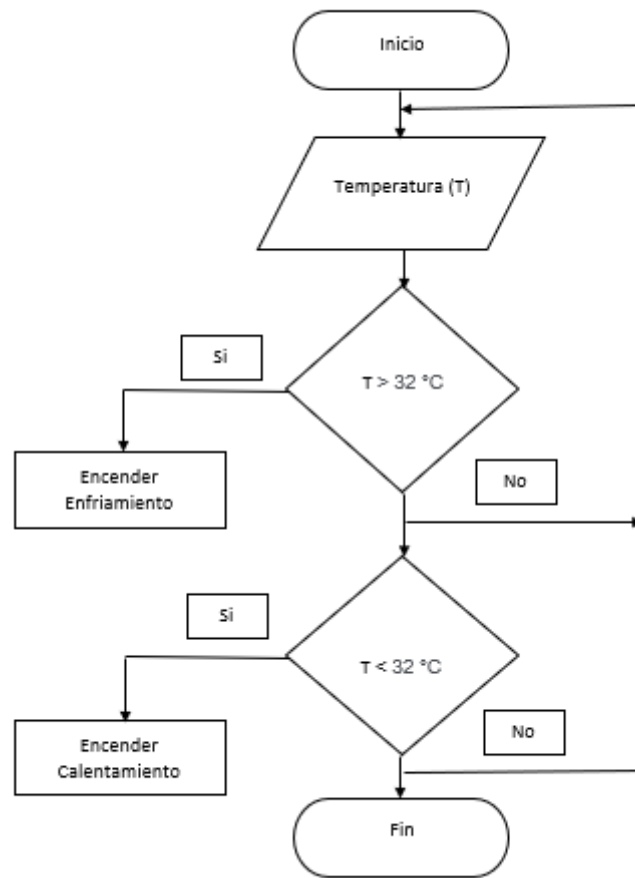 Inicio
Temperatura (T)
Si
T > 32 °C
Encender
Enfriamiento
No
Si
T < 32 °C
Encender
Calentamiento
No
Fin